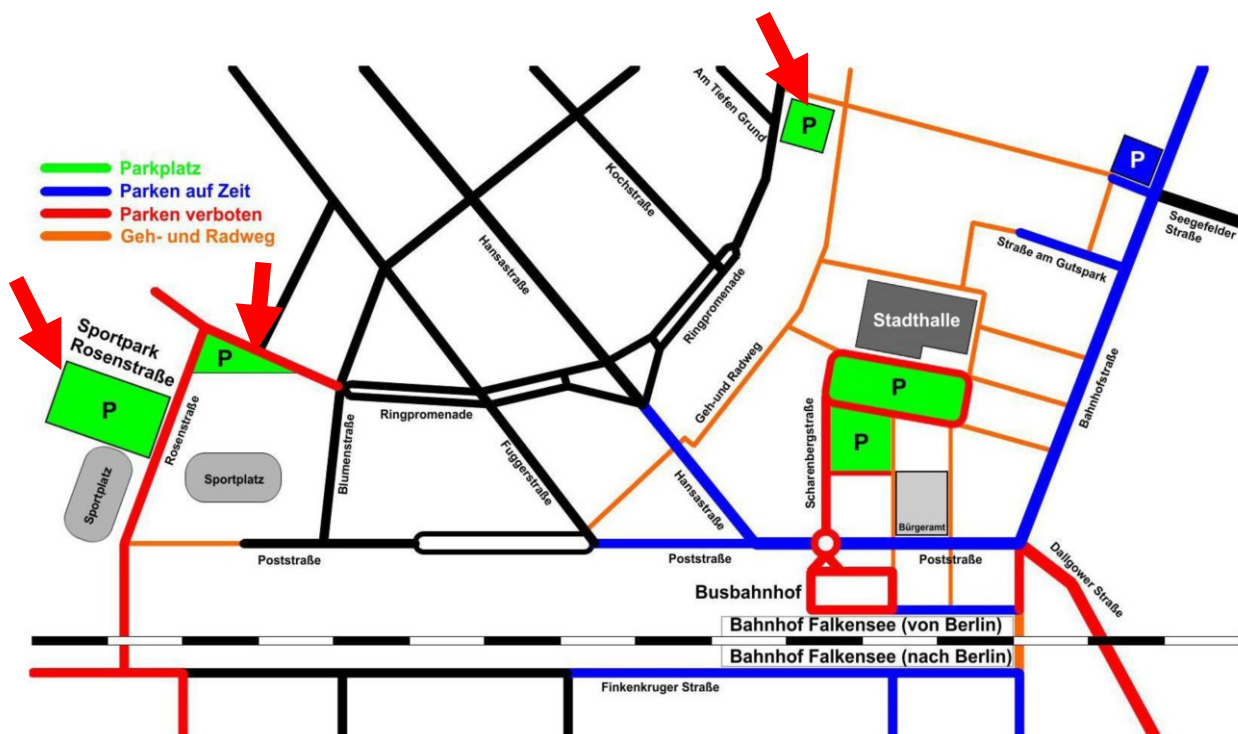 Am Tiefen Grund
P
P
Parkplatz
Parken auf Zeit
Parken verboten
Geh- und Radweg
Kochstraße
Hansastraße
Seegefelder
Straße
Straße am Gutspark
Ringpromenade
Stadthalle
Sportpark
Rosenstraße
P
P
P
P
Ringpromenade
Geh-und Radweg
Bahnhofstraße
Rosenstraße
Blumenstraße
Fuggerstraße
Hansastraße
Scharenbergstraße
Sportplatz
Sportplatz
Bürgeramt
Poststraße
Poststraße
Poststraße
Dallgower Straße
Busbahnhof
Bahnhof Falkensee (von Berlin)
Bahnhof Falkensee (nach Berlin)
Finkenkruger Straße